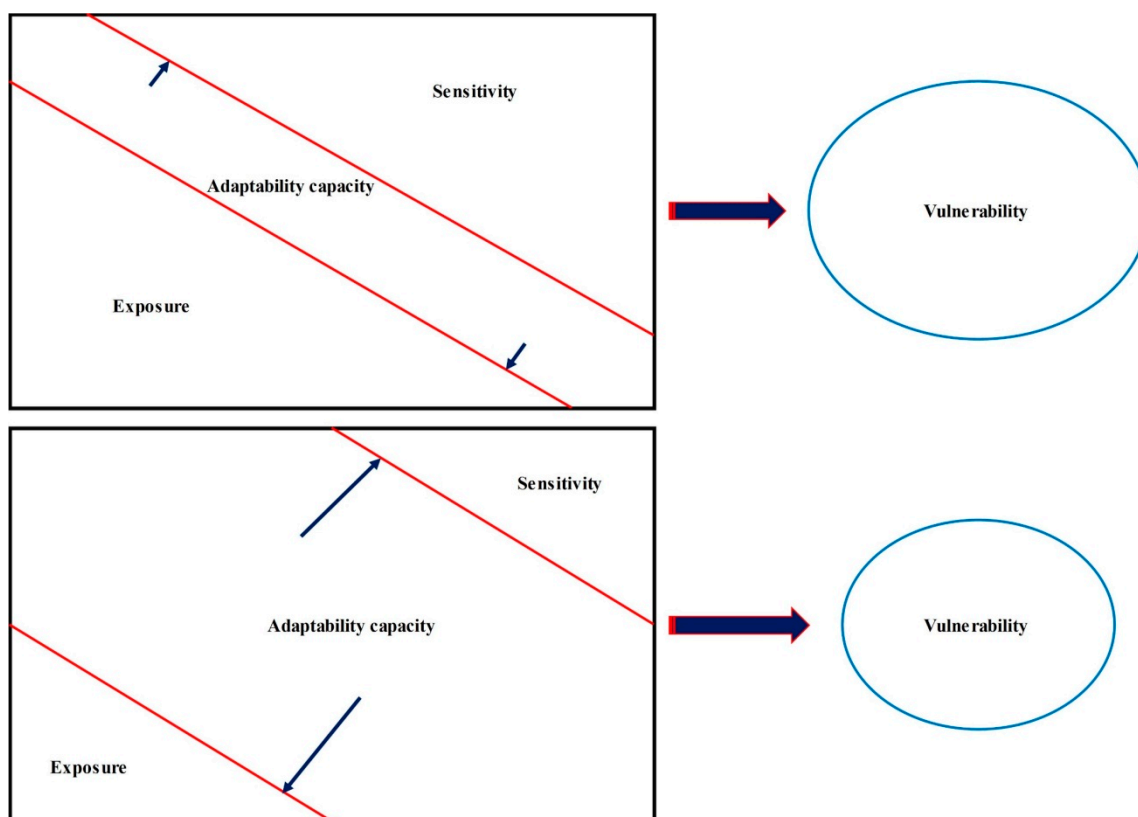 Sensitivity
Adaptability capacity
Vulnerability
Exposure
Sensitivity
Adaptability capacity
Vulnerability
Exposure